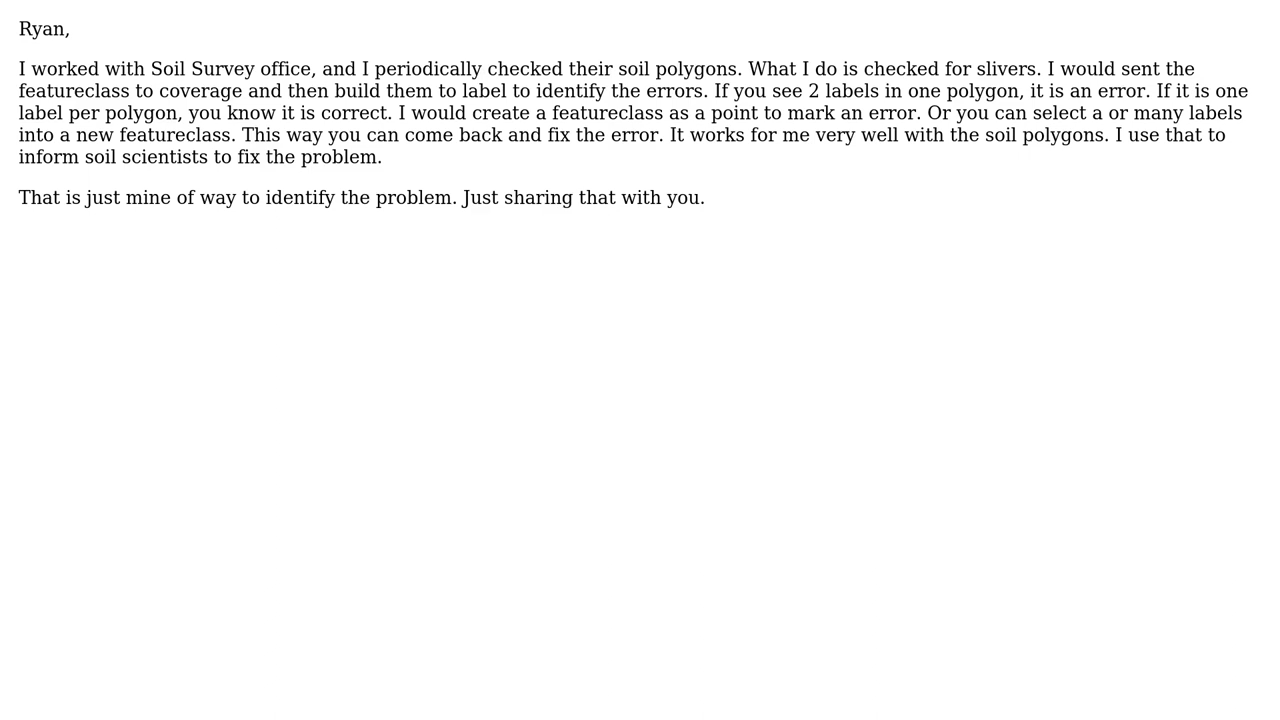 Ryan,
I worked with Soil Survey office, and I periodically checked their soil polygons. What I do is checked for slivers. I would sent the
featureclass to coverage and then build them to label to identify the errors. If you see 2 labels in one polygon, it is an error. If it is one
label per polygon, you know it is correct. I would create a featureclass as a point to mark an error. Or you can select a or many labels
into a new featureclass. This way you can come back and fix the error. It works for me very well with the soil polygons. I use that to
inform soil scientists to fix the problem.
That is just mine of way to identify the problem. Just sharing that with you.